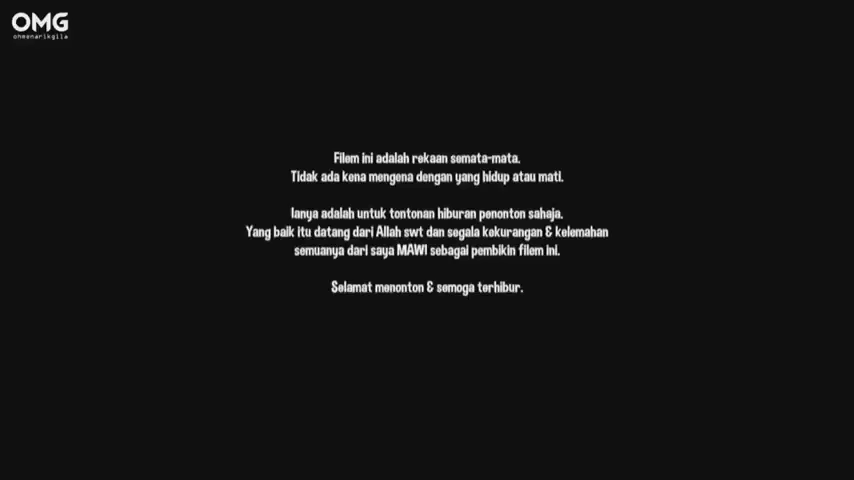 OMG
ohmenarikgila
Filem ini adalah rekaan semata-mata.
Tidak ada kena mengena dengan yang hidup atau mati.
Ianya adalah untuk tontonan hiburan penonton sahaja.
Yang baik itu datang dari Allah swt dan segala kekurangan & kelemahan
semuanya dari saya MAWI sebagai pembikin filem ini.
Selamat menonton & semoga terhibur.